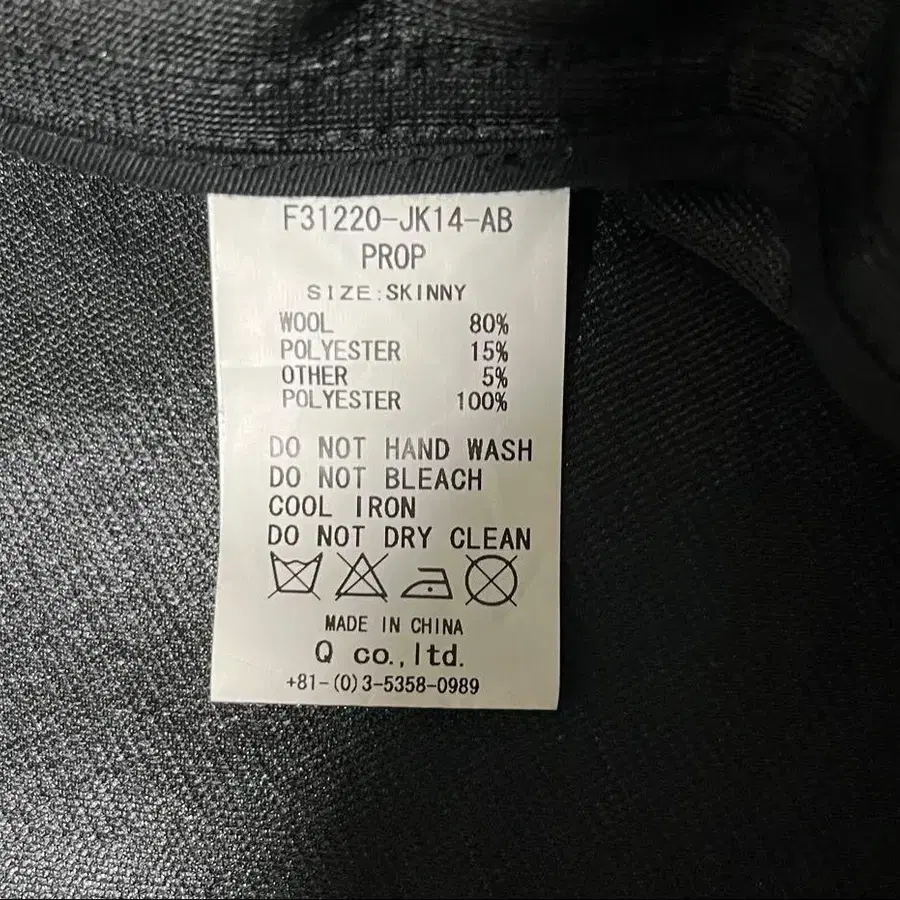 F31220-JK14-AB
PROP
SIZE:SKINNY
WOOL 80%
POLYESTER 15%
OTHER 5%
POLYESTER 100%
DO NOT HAND WASH
DO NOT BLEACH
COOL IRON
DO NOT DRY CLEAN
MADE IN CHINA
Q co.,ltd.
+81-(0)3-5358-0989